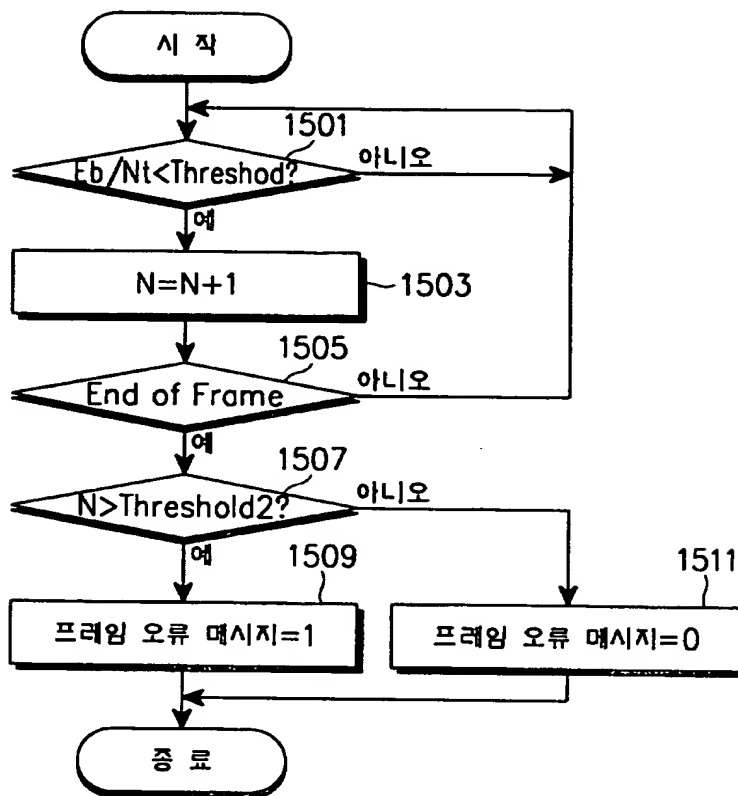 시 작
1501
Eb/Nt<Threshod?
아니오
예
N=N+1
1503
1505
End of Frame
아니오
예
1507
N>Threshold2?
아니오
예
1509
1511
프레임 오류 메시지=1
프레임 오류 메시지=0
종 료